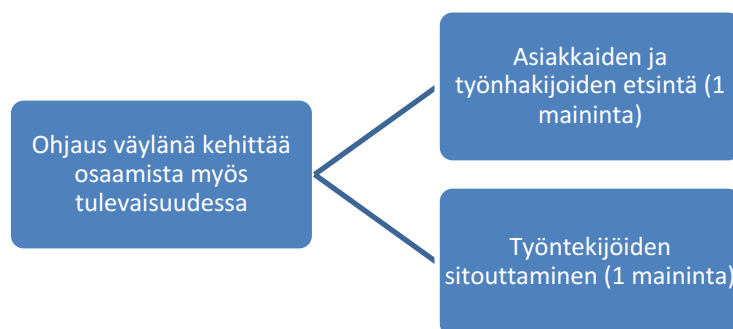 Ohjaus väylänä kehittää
osaamista myös
tulevaisuudessa
Asiakkaiden ja
työnhakijoiden etsintä (1
maininta)
Työntekijöiden
sitouttaminen (1 maininta)